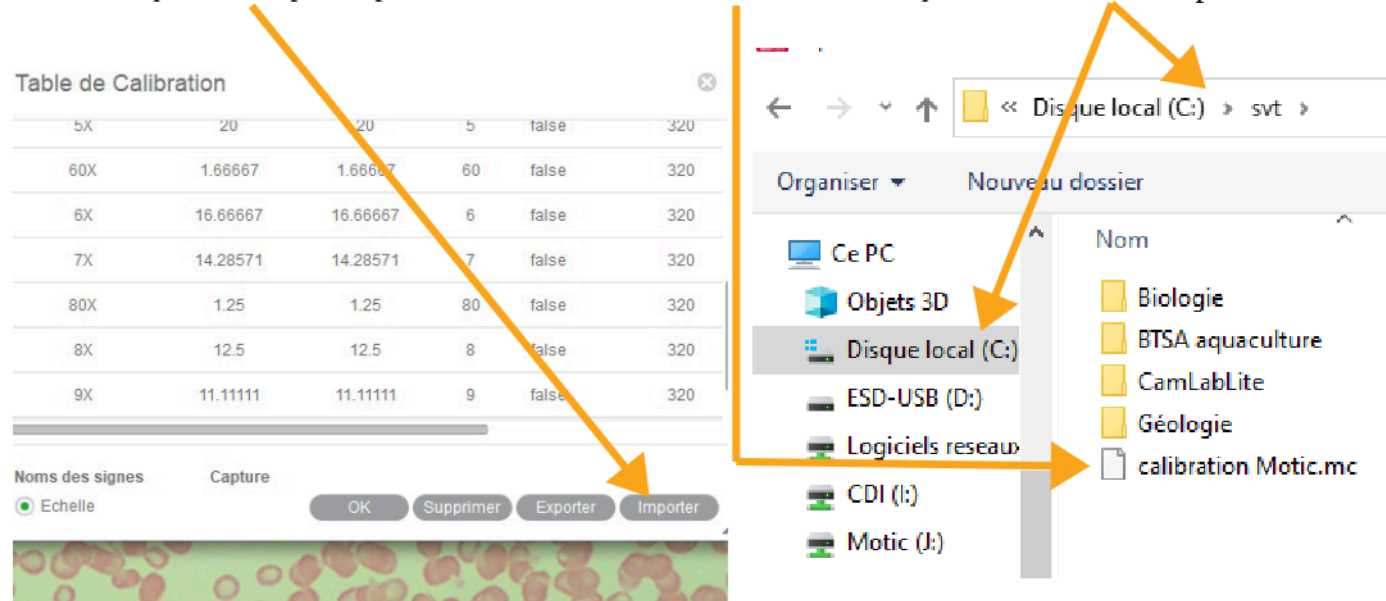 Table de Calibration
5X 20 20 5 false 320
60X 1.66667 1.66667 60 false 320
6X 16.66667 16.66667 6 false 320
7X 14.28571 14.28571 7 false 320
80X 1.25 1.25 80 false 320
8X 12.5 12.5 8 false 320
9X 11.11111 11.11111 9 false 320
Noms des signes Capture
Echelle
OK Supprimer Exporter Importer
« Disque local (C:) > svt >
Organiser Nouveau dossier
Ce PC
Objets 3D
Disque local (C:)
ESD-USB (D:)
Logiciels reseaux
CDI (I:)
Motic (J:)
Nom
Biologie
BTSA aquaculture
CamLabLite
Géologie
calibration Motic.mc